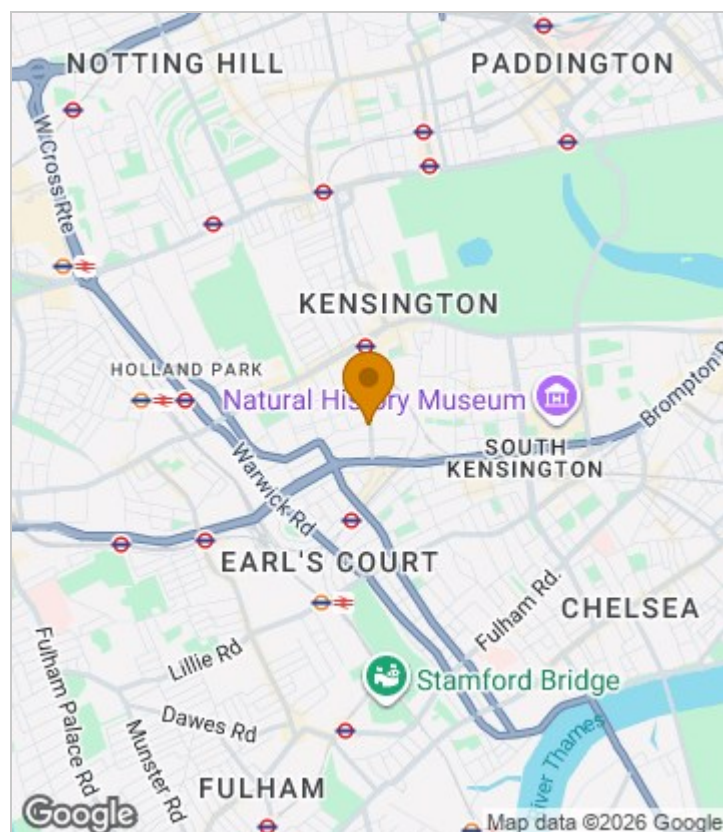 NOTTING HILL
PADDINGTON
W Cross Rte
KENSINGTON
HOLLAND PARK
Natural History Museum
Brompton R
SOUTH
KENSINGTON
Warwick Rd
EARL'S COURT
CHELSEA
Fulham Rd.
Lillie Rd
Stamford Bridge
Fulham Palace Rd
Dawes Rd
Munster Rd
River Thames
FULHAM
Google
Map data ©2026 Google